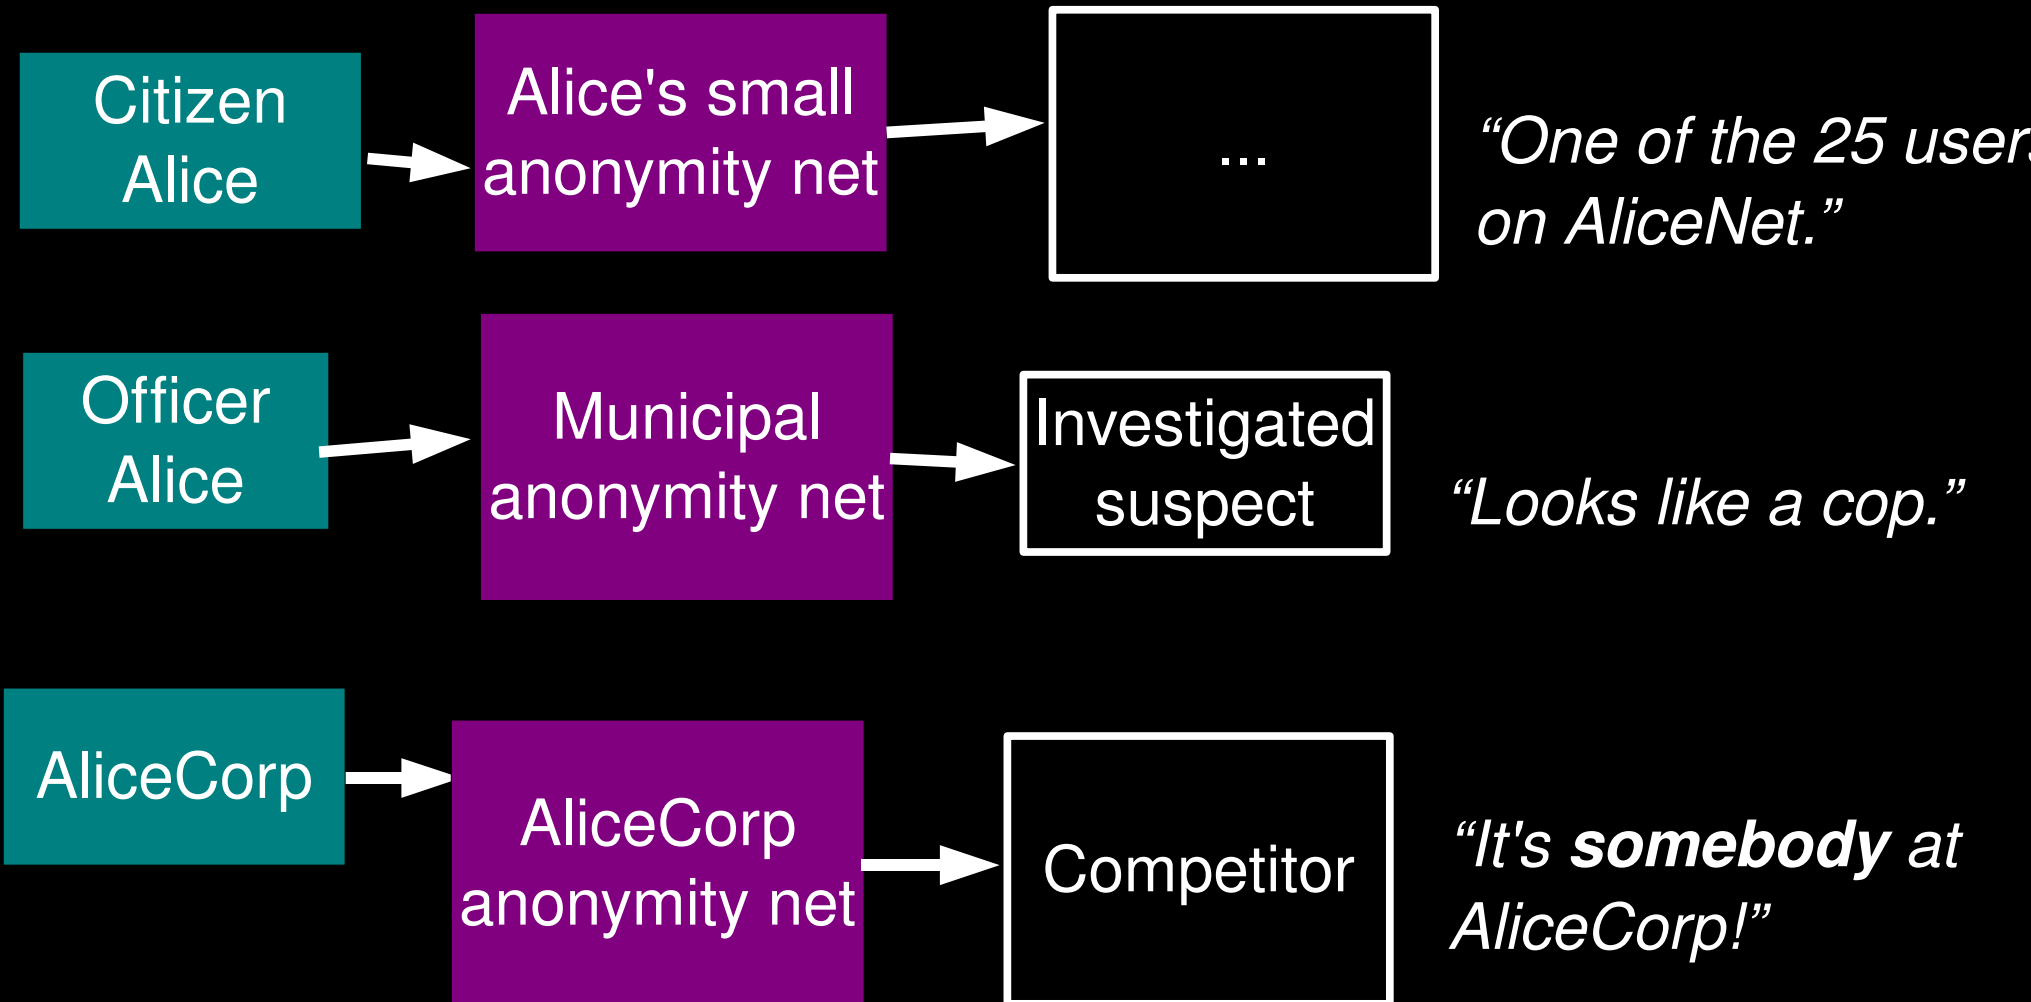 Citizen
Alice
Alice's small
anonymity net
...
“One of the 25 users
on AliceNet.”
Officer
Alice
Municipal
anonymity net
Investigated
suspect
“Looks like a cop.”
AliceCorp
AliceCorp
anonymity net
Competitor
“It's somebody at
AliceCorp!”